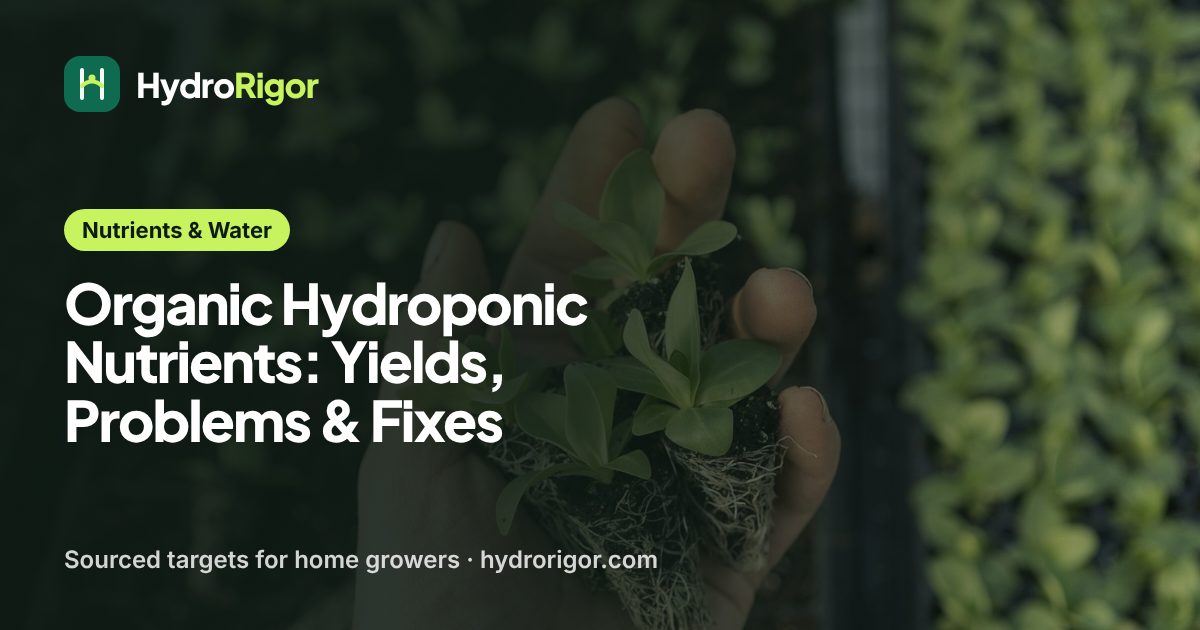 HydroRigor
Nutrients & Water
Organic Hydroponic
Nutrients: Yields,
Problems & Fixes
Sourced targets for home growers · hydrorigor.com